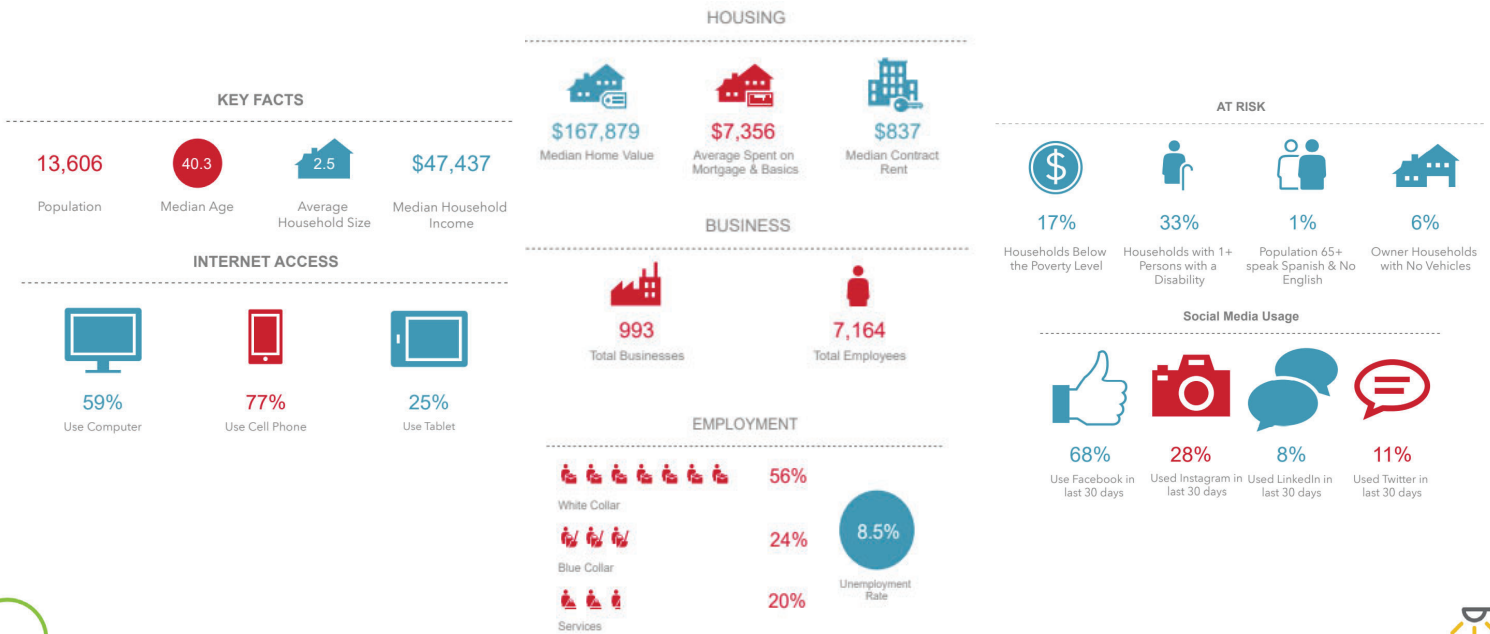 KEY FACTS
13,606
Population
40.3
Median Age
2.5
Average
Household Size
$47,437
Median Household
Income
INTERNET ACCESS
59%
Use Computer
77%
Use Cell Phone
25%
Use Tablet
HOUSING
$167,879
Median Home Value
$7,356
Average Spent on
Mortgage & Basics
$837
Median Contract
Rent
BUSINESS
993
Total Businesses
7,164
Total Employees
EMPLOYMENT
56%
White Collar
24%
Blue Collar
20%
Services
8.5%
Unemployment
Rate
AT RISK
17%
Households Below
the Poverty Level
33%
Households with 1+
Persons with a
Disability
1%
Population 65+
speak Spanish & No
English
6%
Owner Households
with No Vehicles
Social Media Usage
68%
Use Facebook in
last 30 days
28%
Used Instagram in
last 30 days
8%
Used LinkedIn in
last 30 days
11%
Used Twitter in
last 30 days